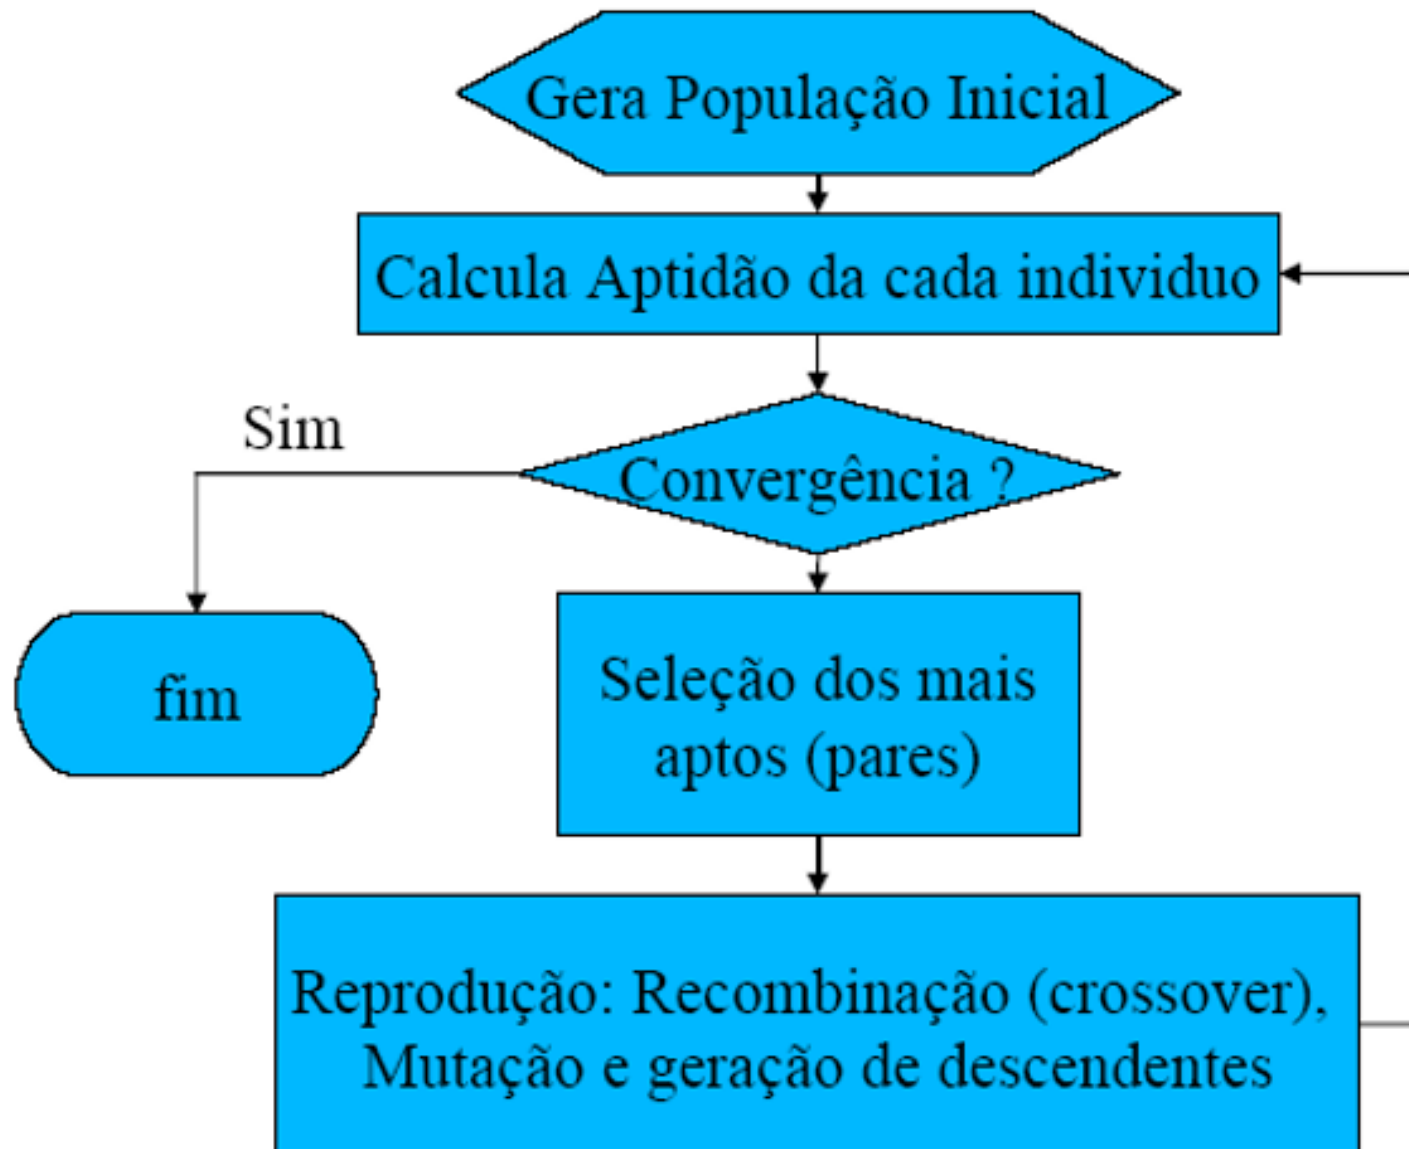 Gera População Inicial
Calcula Aptidão da cada individuo
Sim
Convergência ?
fim
Seleção dos mais
aptos (pares)
Reprodução: Recombinação (crossover),
Mutação e geração de descendentes